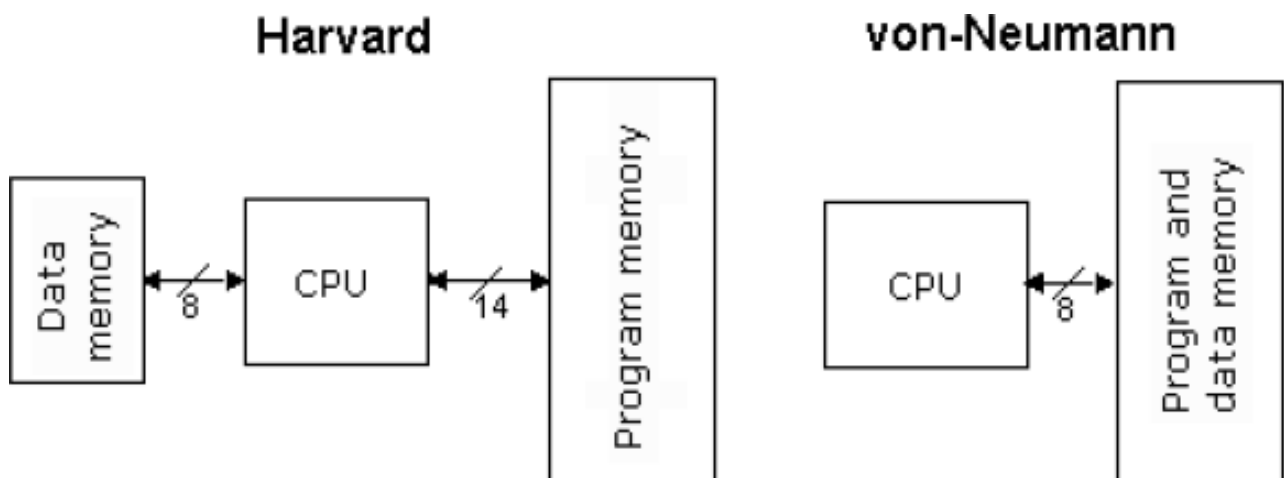 Harvard
von-Neumann
Data
memory
8
CPU
14
Program memory
CPU
8
Program and
data memory